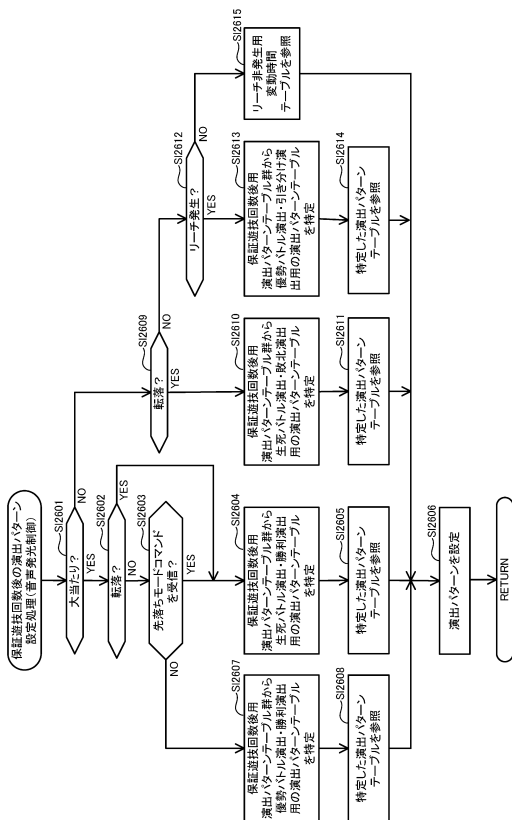 保証遊技回数後の演出パターン
設定処理(音声発光制御)
SI2601
大当たり?
NO
YES
SI2602
転落?
YES
NO
SI2603
先落ちモードコマンド
を受信?
NO
YES
SI2604
保証遊技回数後用
演出パターンテーブル群から
生死バトル演出・勝利演出
用の演出パターンテーブル
を特定
SI2605
特定した演出パターン
テーブルを参照
SI2606
演出パターンを設定
RETURN
SI2607
保証遊技回数後用
演出パターンテーブル群から
優勢バトル演出・勝利演出
用の演出パターンテーブル
を特定
SI2608
特定した演出パターン
テーブルを参照
SI2609
転落?
NO
YES
SI2610
保証遊技回数後用
演出パターンテーブル群から
生死バトル演出・敗北演出
用の演出パターンテーブル
を特定
SI2611
特定した演出パターン
テーブルを参照
SI2612
リーチ発生?
NO
YES
SI2613
保証遊技回数後用
演出パターンテーブル群から
優勢バトル演出・引き分け演
出用の演出パターンテーブル
を特定
SI2614
特定した演出パターン
テーブルを参照
SI2615
リーチ非発生用
変動時間
テーブルを参照